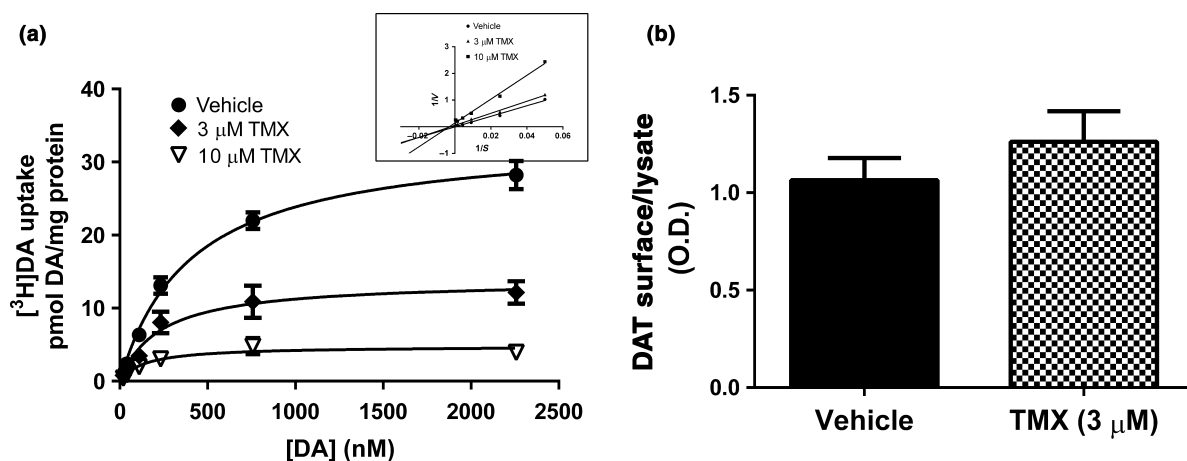 (a)
Vehicle
3 μM TMX
10 μM TMX
3
2
1
−1
−0.02 0.02 0.04 0.06
1/V
1/S
40
30
20
10
0
Vehicle
3 μM TMX
10 μM TMX
[³H]DA uptake
pmol DA/mg protein
0 500 1000 1500 2000 2500
[DA] (nM)
(b)
1.5
1.0
0.5
0.0
DAT surface/lysate
(O.D.)
Vehicle TMX (3 μM)